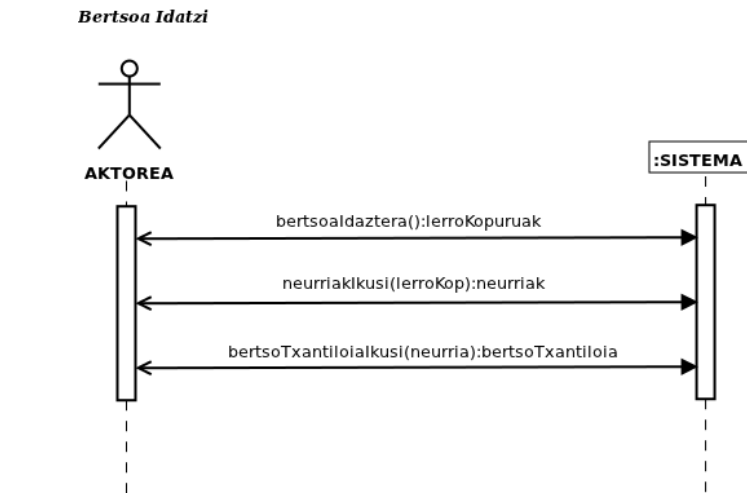 Bertsoa Idatzi
AKTOREA
:SISTEMA
bertsoaIdaztera():lerroKopuruak
neurriakIkusi(lerroKop):neurriak
bertsoTxantiloiaIkusi(neurria):bertsoTxantiloia